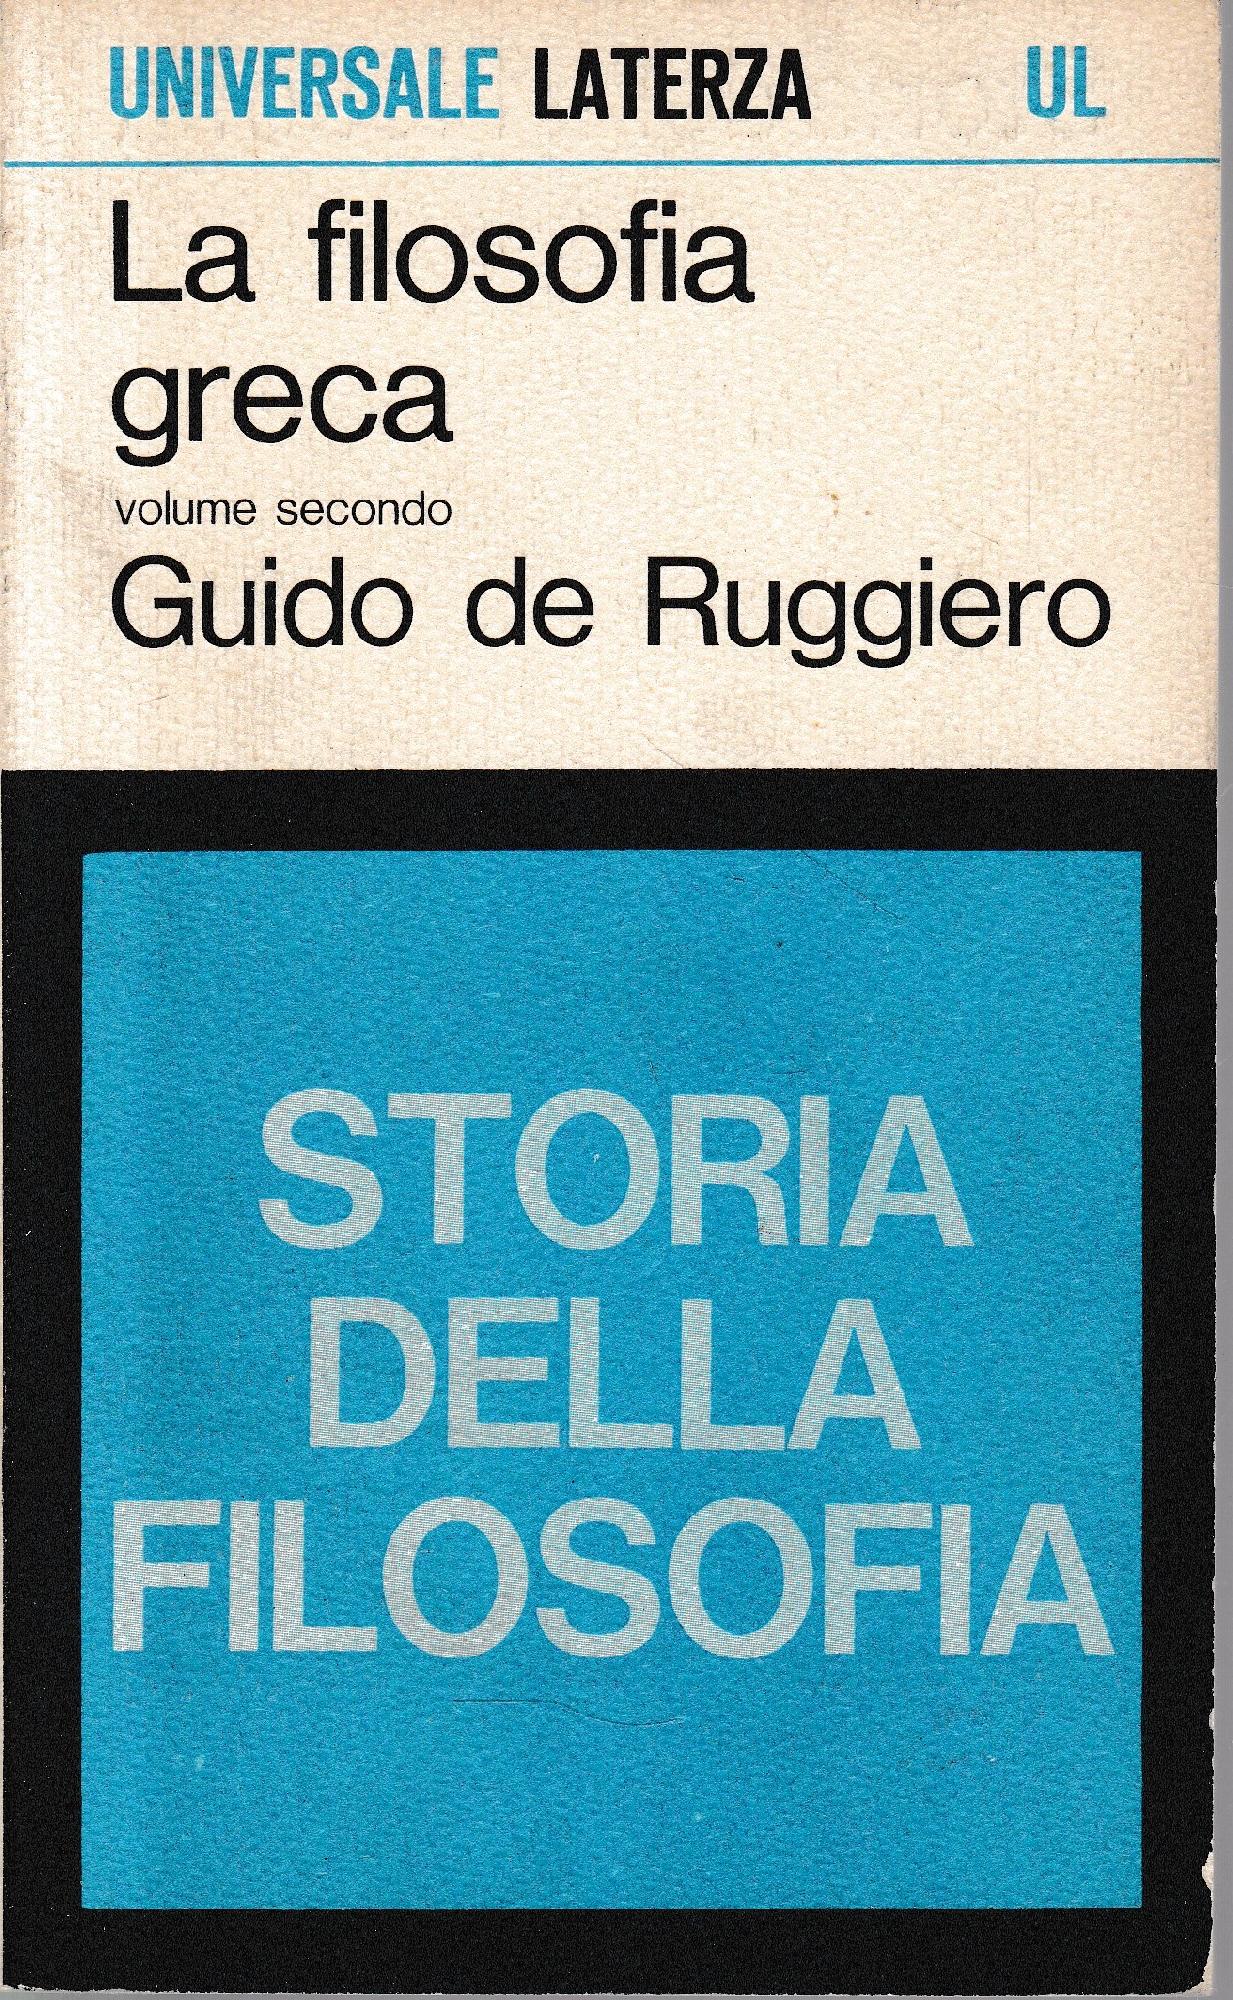 UNIVERSALE LATERZA UL
La filosofia
greca
volume secondo
Guido de Ruggiero
STORIA
DELLA
FILOSOFIA